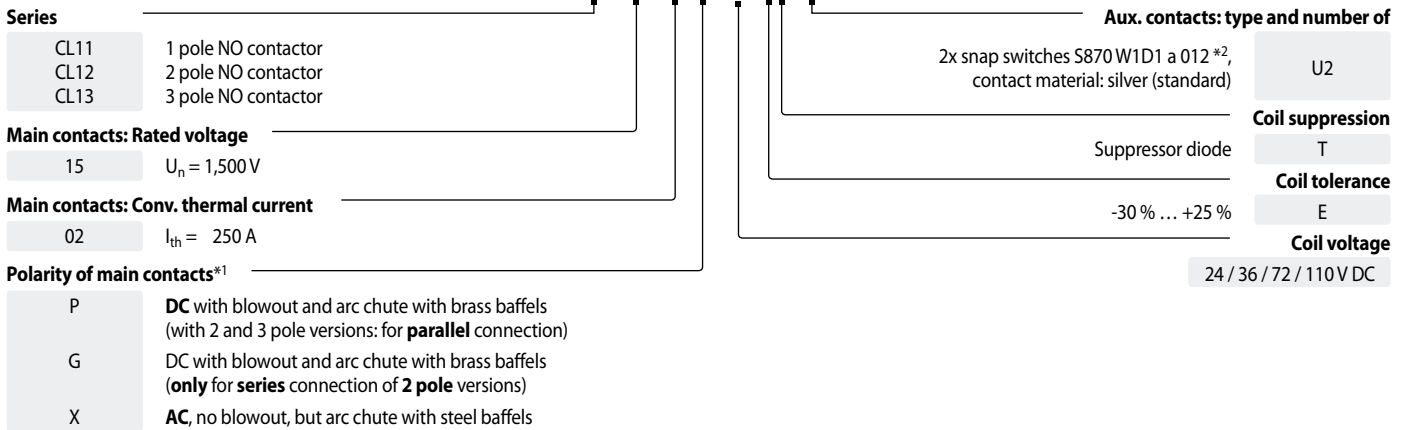 Series
CL11 1 pole NO contactor
CL12 2 pole NO contactor
CL13 3 pole NO contactor
Main contacts: Rated voltage
15 Un = 1,500 V
Main contacts: Conv. thermal current
02 Ith = 250 A
Polarity of main contacts*1
P DC with blowout and arc chute with brass baffels
(with 2 and 3 pole versions: for parallel connection)
G DC with blowout and arc chute with brass baffels
(only for series connection of 2 pole versions)
X AC, no blowout, but arc chute with steel baffels
Aux. contacts: type and number of
2x snap switches S870 W1D1 a 012 *2,
contact material: silver (standard)
U2
Coil suppression
Suppressor diode T
Coil tolerance
-30 % … +25 % E
Coil voltage
24 / 36 / 72 / 110 V DC